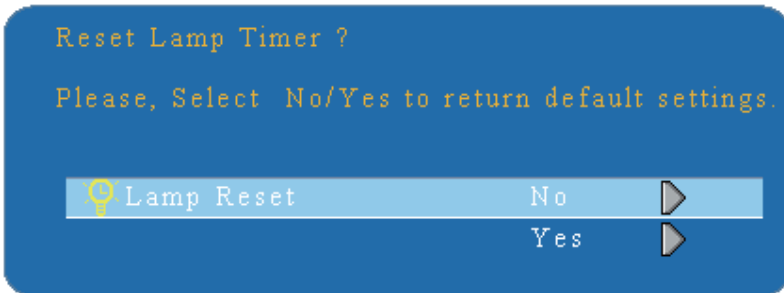 Reset Lamp Timer ?
Please, Select No/Yes to return default settings.
Lamp Reset No
Yes